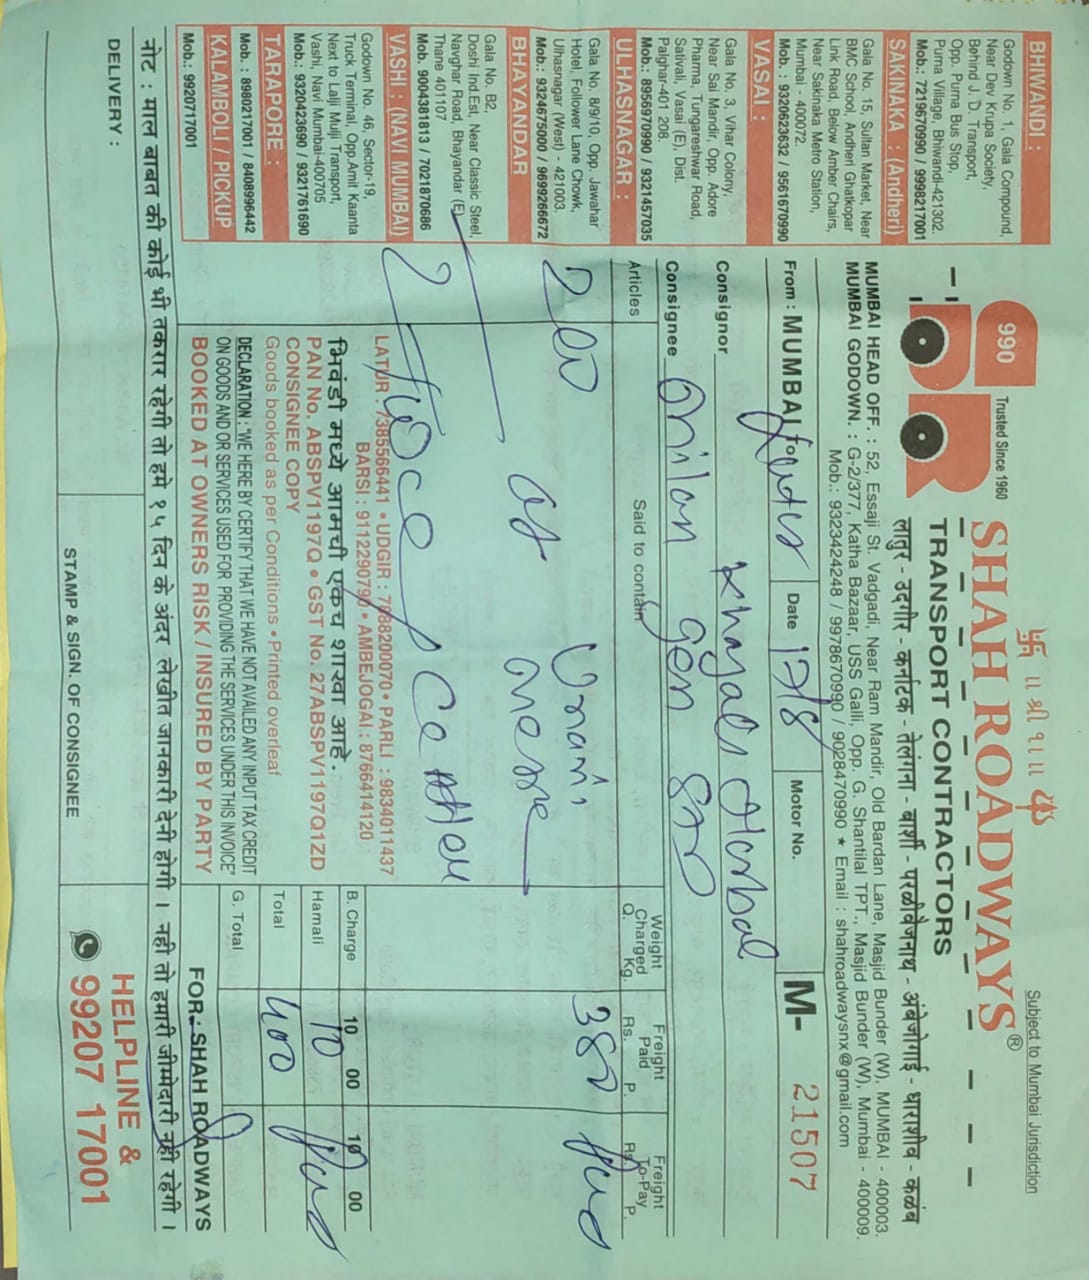 ॥ श्री १॥
Subject to Mumbai Jurisdiction
990
Trusted Since 1960
SHAH ROADWAYS®
TRANSPORT CONTRACTORS
लातुर - उदगीर - कर्नाटक - तेलंगना - बार्शी - परळीवैजनाथ - अंबेजोगाई - धाराशीव - कळंब
MUMBAI HEAD OFF. : 52, Essaji St. Vadgadi, Near Ram Mandir, Old Bardan Lane, Masjid Bunder (W), MUMBAI - 400003.
MUMBAI GODOWN. : G-2/377, Katha Bazaar, USS Galli, Opp. G. Shantilal TPT., Masjid Bunder (W), Mumbai - 400009.
Mob.: 9323424248 / 9978670990 / 9028470990 ★ Email : shahroadwaysnx@gmail.com
BHIWANDI :
Godown No. 1, Gala Compound,
Near Dev Krupa Society,
Behind J. D. Transport,
Opp. Purna Bus Stop,
Purna Village, Bhiwandi-421302.
Mob.: 7219670990 / 9998217001
SAKINAKA : (Andheri)
Gala No. 15, Sultan Market, Near
BMC School, Andheri Ghatkopar
Link Road, Below Amber Chairs,
Near Sakinaka Metro Station,
Mumbai - 400072.
Mob. : 9320623632 / 9561670990
VASAI :
Gala No. 3, Vihar Colony,
Near Sai Mandir, Opp. Adore
Pharma, Tungareshwar Road,
Sativali, Vasai (E), Dist.
Palghar-401 208.
Mob.: 8956970990 / 9321457035
ULHASNAGAR :
Gala No. 8/9/10, Opp. Jawahar
Hotel, Follower Lane Chowk,
Ulhasnagar (West) - 421003.
Mob.: 9324675000 / 9699266672
BHAYANDAR
Gala No. B2,
Doshi Ind.Est, Near Classic Steel,
Navghar Road, Bhayandar (E)
Thane 401107
Mob. 9004381813 / 7021870686
VASHI : (NAVI MUMBAI)
Godown No. 46, Sector-19,
Truck Terminal, Opp.Amit Kaanta
Next to Lalji Mulji Transport,
Vashi, Navi Mumbai-400705
Mob.: 9320423690 / 9321761690
TARAPORE :
Mob. : 8980217001 / 8408996442
KALAMBOLI / PICKUP
Mob.: 9920717001
From : MUMBAI To Date 17/8 Motor No. M- 21507
Consignor Khayals Herbal
Consignee Milan Gen
Articles Said to contain Weight Charged Q. Kg. Freight Paid Rs. P. Freight To-Pay Rs. P.
380
LATUR : 7385566441 • UDGIR : 7888200070 • PARLI : 9834011437
BARSI : 9112290790 • AMBEJOGAI : 8766414120
भिवंडी मध्ये आमची एकच शाखा आहे.
PAN No. ABSPV1197Q • GST No. 27ABSPV1197Q1ZD
CONSIGNEE COPY
Goods booked as per Conditions • Printed overleaf
DECLARATION : WE HERE BY CERTIFY THAT WE HAVE NOT AVAILED ANY INPUT TAX CREDIT
ON GOODS AND OR SERVICES USED FOR PROVIDING THE SERVICES UNDER THIS INVOICE"
BOOKED AT OWNERS RISK / INSURED BY PARTY
B. Charge 10 00 10 00
Hamali 10
Total 400
G. Total
FOR : SHAH ROADWAYS
नोट : माल बाबत की कोई भी तकरार रहेगी तो हमे १५ दिन के अंदर लेखीत जानकारी देनी होगी । नही तो हमारी जीम्मेदारी नही रहेगी ।
DELIVERY :
STAMP & SIGN. OF CONSIGNEE
HELPLINE &
99207 17001